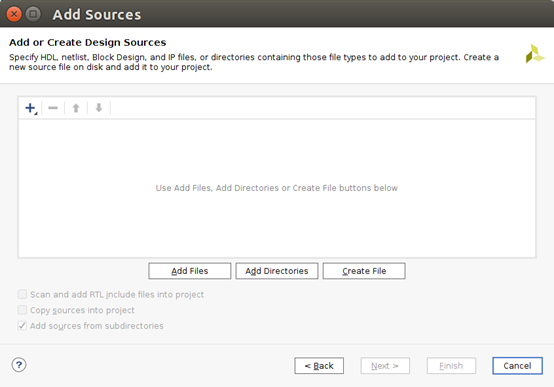 Add Sources
Add or Create Design Sources
Specify HDL, netlist, Block Design, and IP files, or directories containing those file types to add to your project. Create a
new source file on disk and add it to your project.
Use Add Files, Add Directories or Create File buttons below
Add Files Add Directories Create File
Scan and add RTL include files into project
Copy sources into project
Add sources from subdirectories
? < Back Next > Finish Cancel